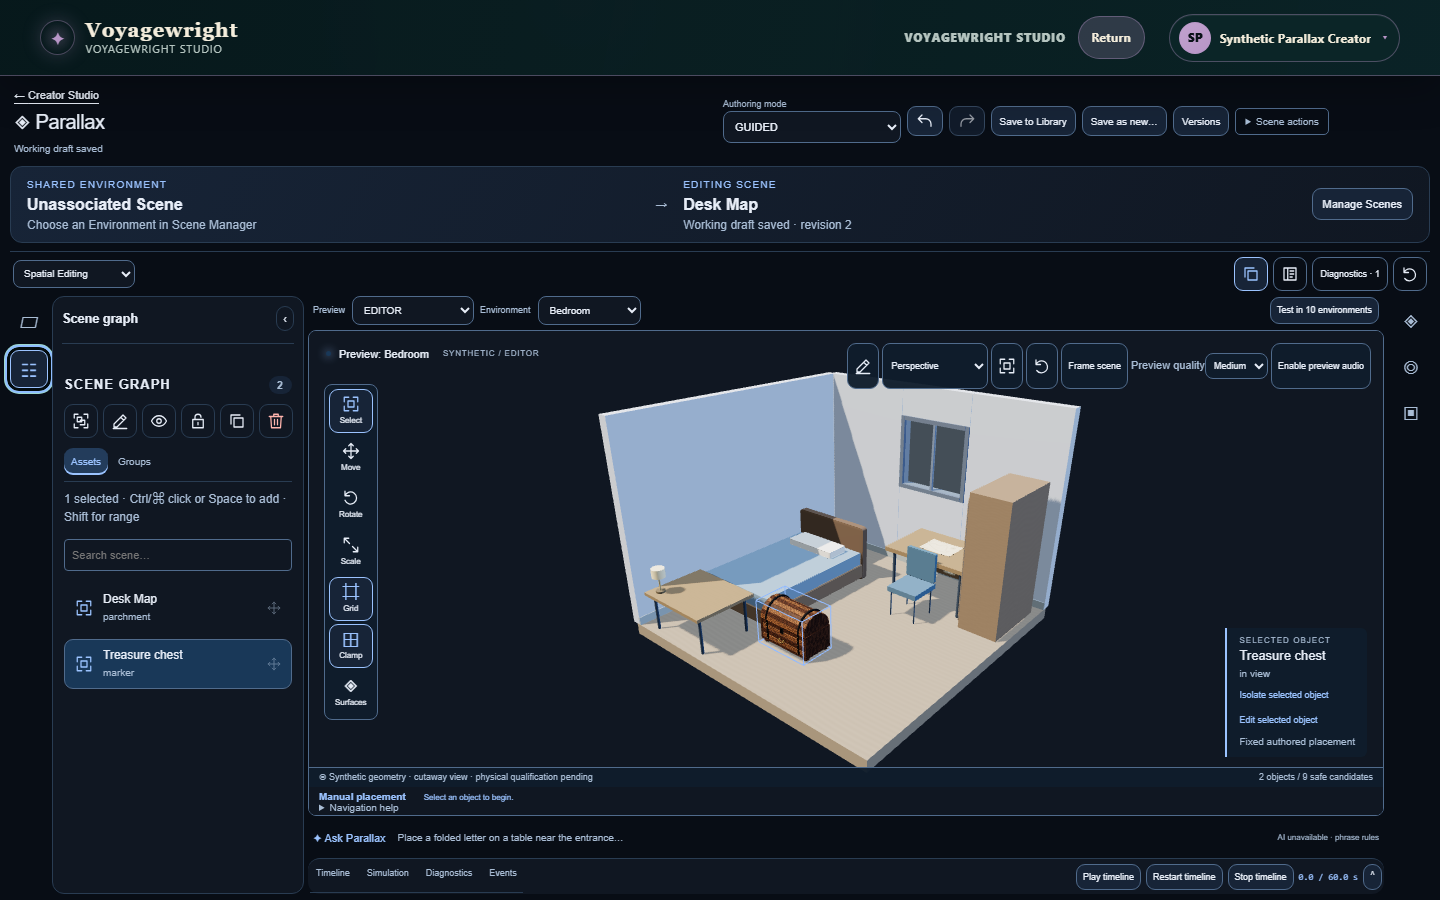 Voyagewright
VOYAGEWRIGHT STUDIO
VOYAGEWRIGHT STUDIO
Return
SP
Synthetic Parallax Creator
← Creator Studio
Parallax
Working draft saved
Authoring mode
GUIDED
Save to Library
Save as new...
Versions
Scene actions
SHARED ENVIRONMENT
Unassociated Scene
Choose an Environment in Scene Manager
→
EDITING SCENE
Desk Map
Working draft saved · revision 2
Manage Scenes
Spatial Editing
Diagnostics · 1
Scene graph
Preview
EDITOR
Environment
Bedroom
Test in 10 environments
SCENE GRAPH
2
Assets
Groups
1 selected · Ctrl/⌘ click or Space to add ·
Shift for range
Search scene...
Desk Map
parchment
Treasure chest
marker
Preview: Bedroom
SYNTHETIC / EDITOR
Perspective
Frame scene
Preview quality
Medium
Enable preview audio
Select
Move
Rotate
Scale
Grid
Clamp
Surfaces
SELECTED OBJECT
Treasure chest
in view
Isolate selected object
Edit selected object
Fixed authored placement
Synthetic geometry · cutaway view · physical qualification pending
2 objects / 9 safe candidates
Manual placement
Select an object to begin.
Navigation help
Ask Parallax
Place a folded letter on a table near the entrance...
AI unavailable · phrase rules
Timeline
Simulation
Diagnostics
Events
Play timeline
Restart timeline
Stop timeline
0.0 / 60.0 s